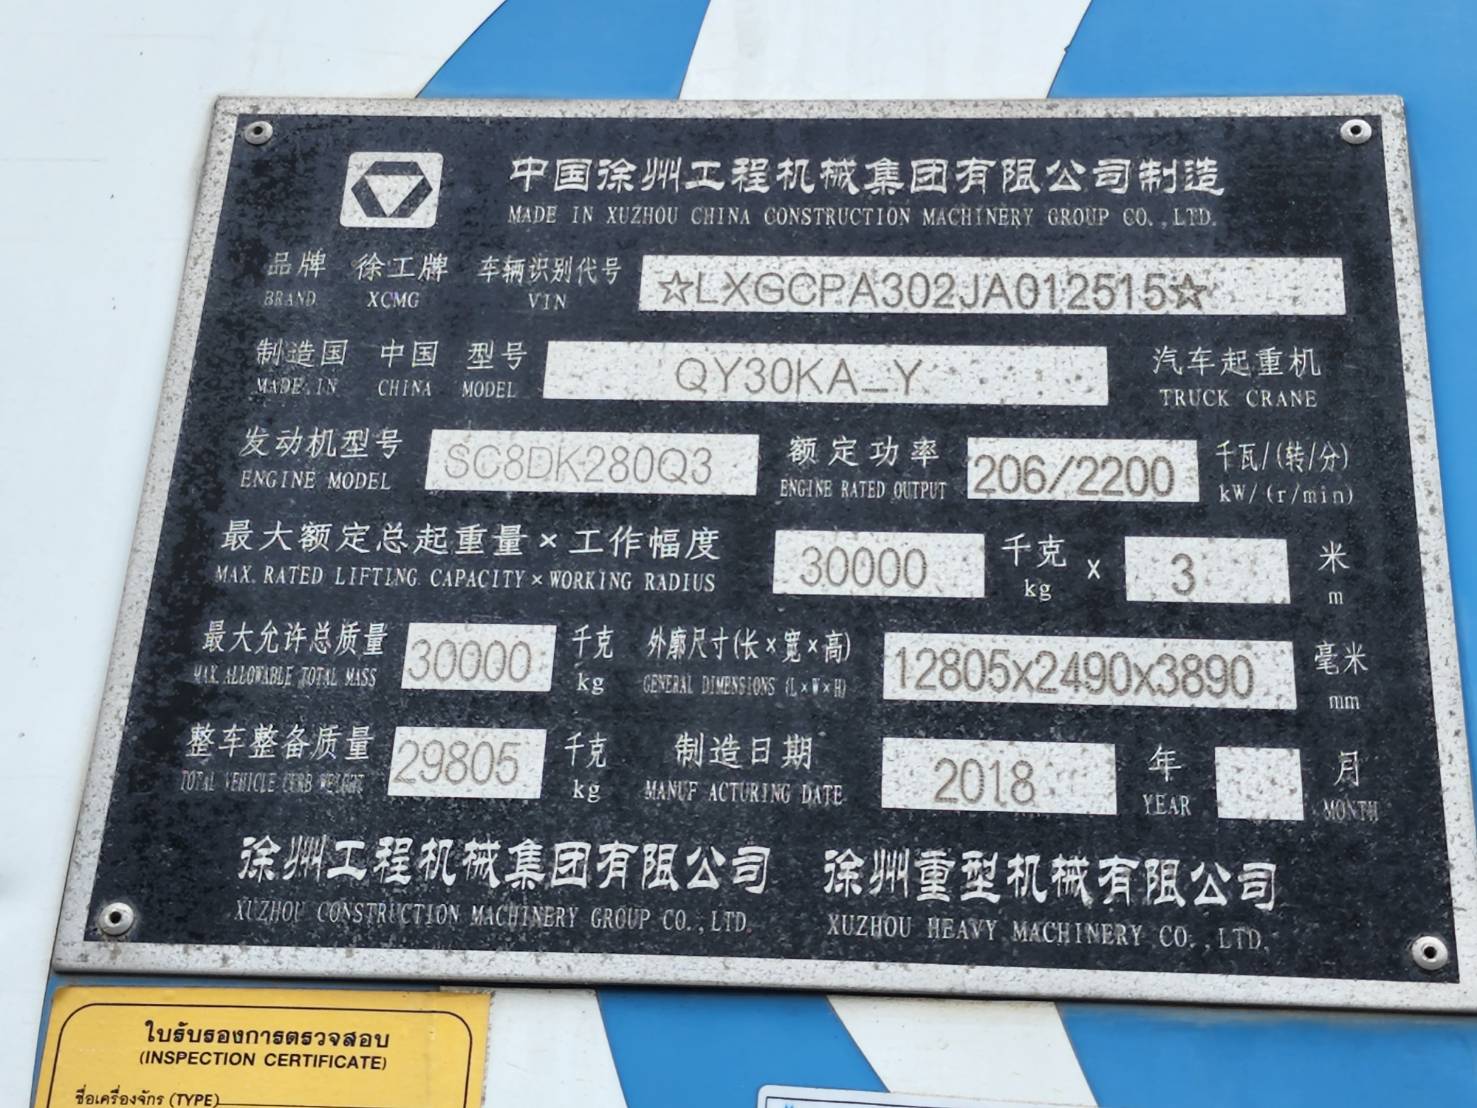 中国徐州工程机械集团有限公司制造
MADE IN XUZHOU CHINA CONSTRUCTION MACHINERY GROUP CO.,LTD.
品牌 徐工牌 车辆识别代号 ☆LXGCPA302JA012515☆
BRAND XCMG VIN
制造国 中国 型号 QY30KA_Y 汽车起重机
MADE IN CHINA MODEL TRUCK CRANE
发动机型号 SC8DK280Q3 额定功率 206/2200 千瓦/(转/分)
ENGINE MODEL ENGINE RATED OUTPUT kW/(r/min)
最大额定总起重量×工作幅度 30000 千克 × 3 米
MAX. RATED LIFTING CAPACITY×WORKING RADIUS kg m
最大允许总质量 30000 千克 外廓尺寸(长×宽×高) 12805x2490x3890 毫米
MAX. ALLOWABLE TOTAL MASS kg GENERAL DIMENSIONS (L×W×H) mm
整车整备质量 29805 千克 制造日期 2018 年 月
TOTAL VEHICLE CURB WEIGHT kg MANUF ACTURING DATE YEAR MONTH
徐州工程机械集团有限公司 徐州重型机械有限公司
XUZHOU CONSTRUCTION MACHINERY GROUP CO.,LTD. XUZHOU HEAVY MACHINERY CO.,LTD.
ใบรับรองการตรวจสอบ
(INSPECTION CERTIFICATE)
ชื่อเครื่องจักร (TYPE)